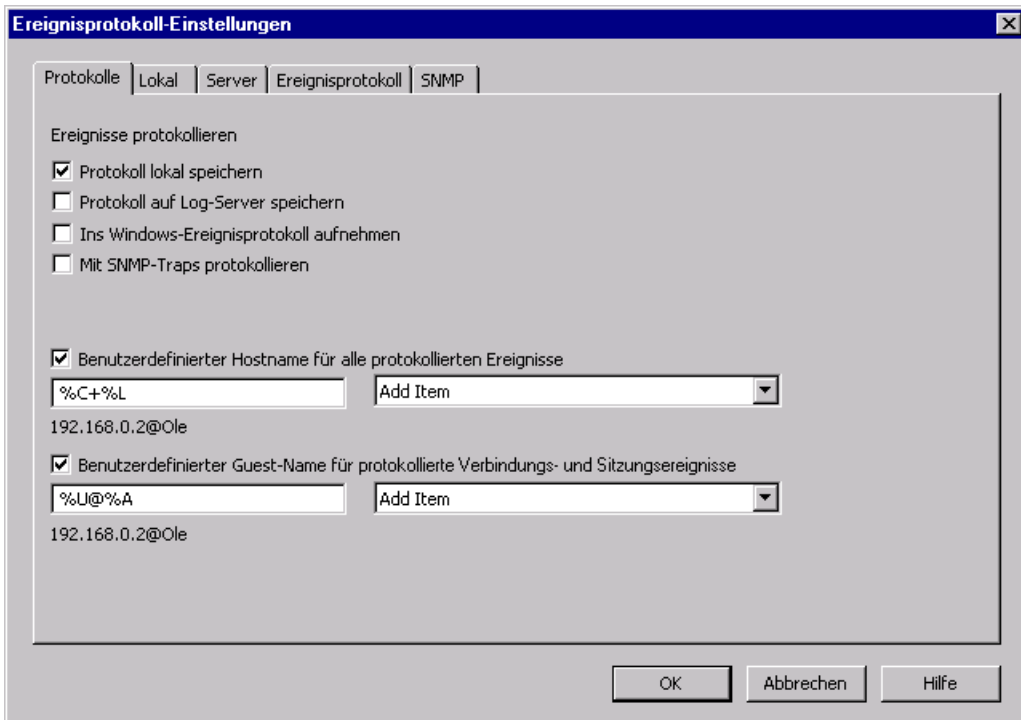 Ereignisprotokoll-Einstellungen
Protokolle Lokal Server Ereignisprotokoll SNMP
Ereignisse protokollieren
Protokoll lokal speichern
Protokoll auf Log-Server speichern
Ins Windows-Ereignisprotokoll aufnehmen
Mit SNMP-Traps protokollieren
Benutzerdefinierter Hostname für alle protokollierten Ereignisse
%C+%L Add Item
192.168.0.2@Ole
Benutzerdefinierter Guest-Name für protokollierte Verbindungs- und Sitzungsereignisse
%U@%A Add Item
192.168.0.2@Ole
OK Abbrechen Hilfe